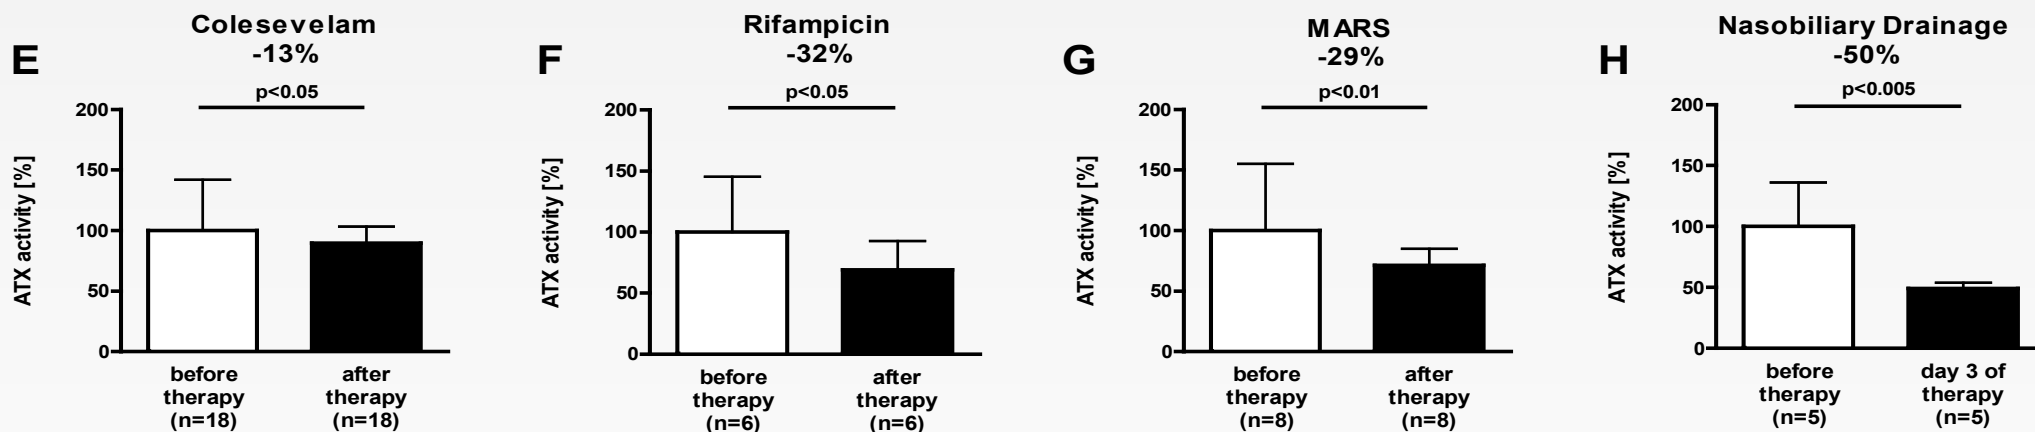 E
Colesevelam
-13%
p<0.05
200
150
100
50
0
ATX activity [%]
before
therapy
(n=18)
after
therapy
(n=18)
F
Rifampicin
-32%
p<0.05
200
150
100
50
0
ATX activity [%]
before
therapy
(n=6)
after
therapy
(n=6)
G
MARS
-29%
p<0.01
200
150
100
50
0
ATX activity [%]
before
therapy
(n=8)
after
therapy
(n=8)
H
Nasobiliary Drainage
-50%
p<0.005
200
150
100
50
0
ATX activity [%]
before
therapy
(n=5)
day 3 of
therapy
(n=5)